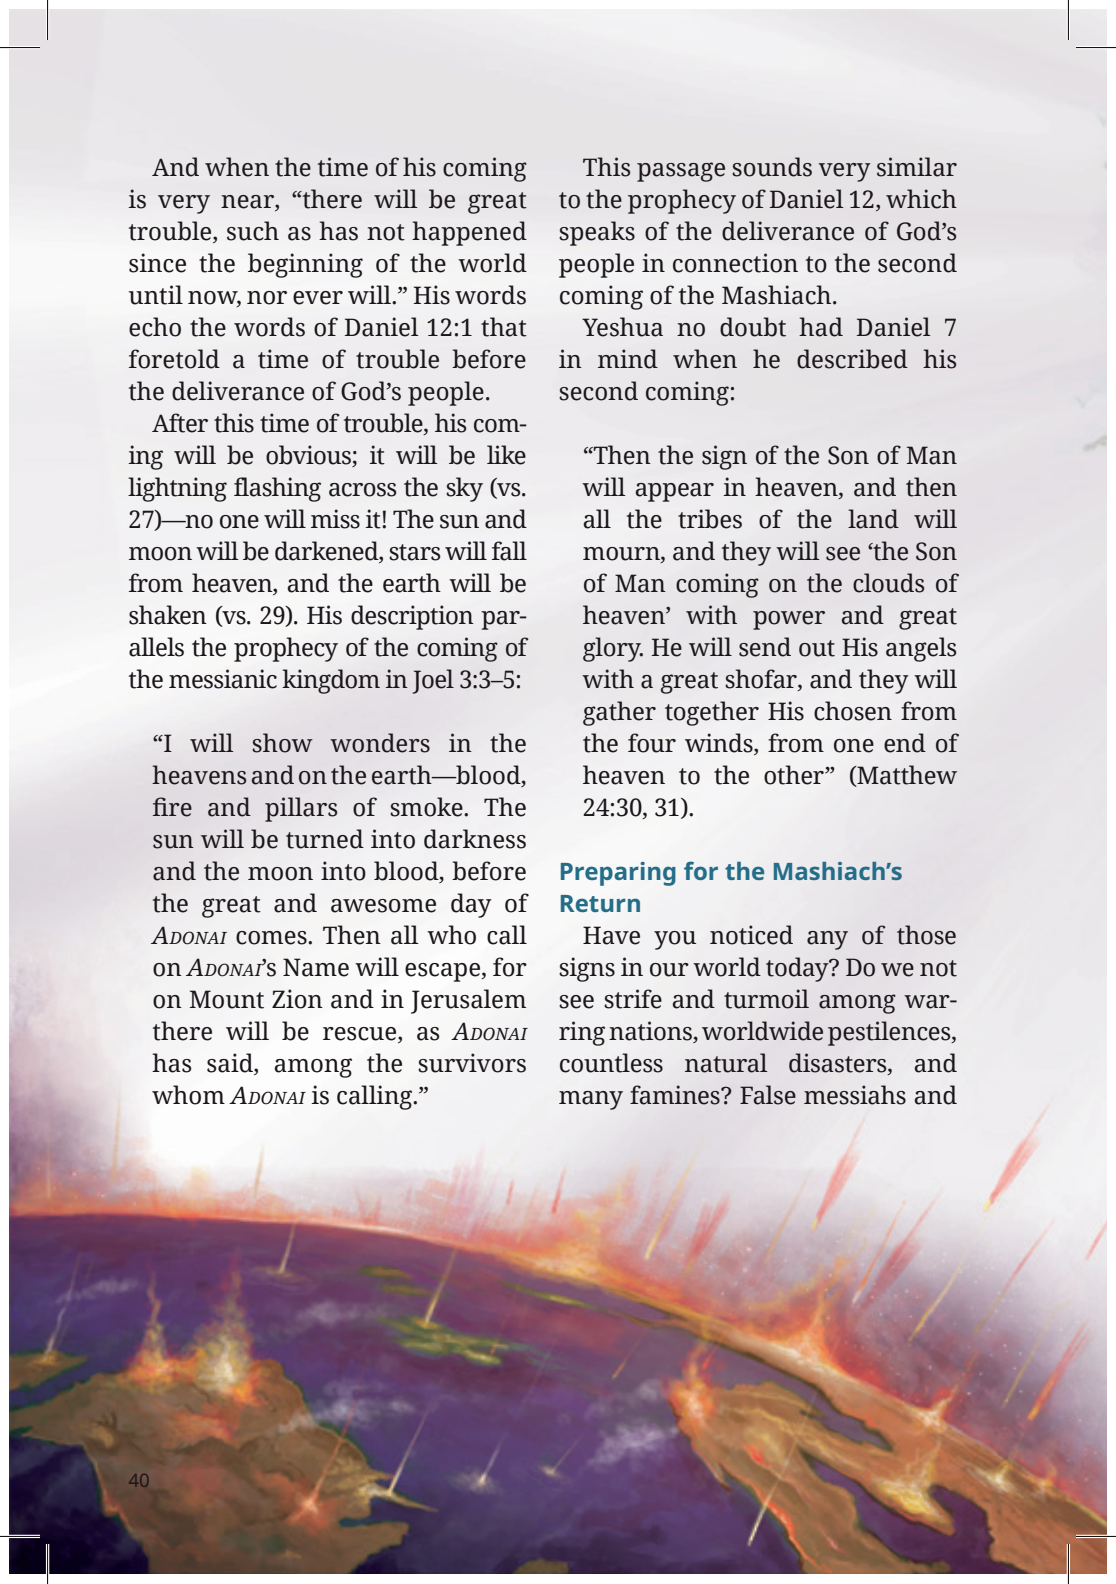 And when the time of his coming
is very near, “there will be great
trouble, such as has not happened
since the beginning of the world
until now, nor ever will.” His words
echo the words of Daniel 12:1 that
foretold a time of trouble before
the deliverance of God’s people.
After this time of trouble, his com-
ing will be obvious; it will be like
lightning flashing across the sky (vs.
27)—no one will miss it! The sun and
moon will be darkened, stars will fall
from heaven, and the earth will be
shaken (vs. 29). His description par-
allels the prophecy of the coming of
the messianic kingdom in Joel 3:3–5:
“I will show wonders in the
heavens and on the earth—blood,
fire and pillars of smoke. The
sun will be turned into darkness
and the moon into blood, before
the great and awesome day of
ADONAI comes. Then all who call
on ADONAI’s Name will escape, for
on Mount Zion and in Jerusalem
there will be rescue, as ADONAI
has said, among the survivors
whom ADONAI is calling.”
This passage sounds very similar
to the prophecy of Daniel 12, which
speaks of the deliverance of God’s
people in connection to the second
coming of the Mashiach.
Yeshua no doubt had Daniel 7
in mind when he described his
second coming:
“Then the sign of the Son of Man
will appear in heaven, and then
all the tribes of the land will
mourn, and they will see ‘the Son
of Man coming on the clouds of
heaven’ with power and great
glory. He will send out His angels
with a great shofar, and they will
gather together His chosen from
the four winds, from one end of
heaven to the other” (Matthew
24:30, 31).
Preparing for the Mashiach’s
Return
Have you noticed any of those
signs in our world today? Do we not
see strife and turmoil among war-
ring nations, worldwide pestilences,
countless natural disasters, and
many famines? False messiahs and
40